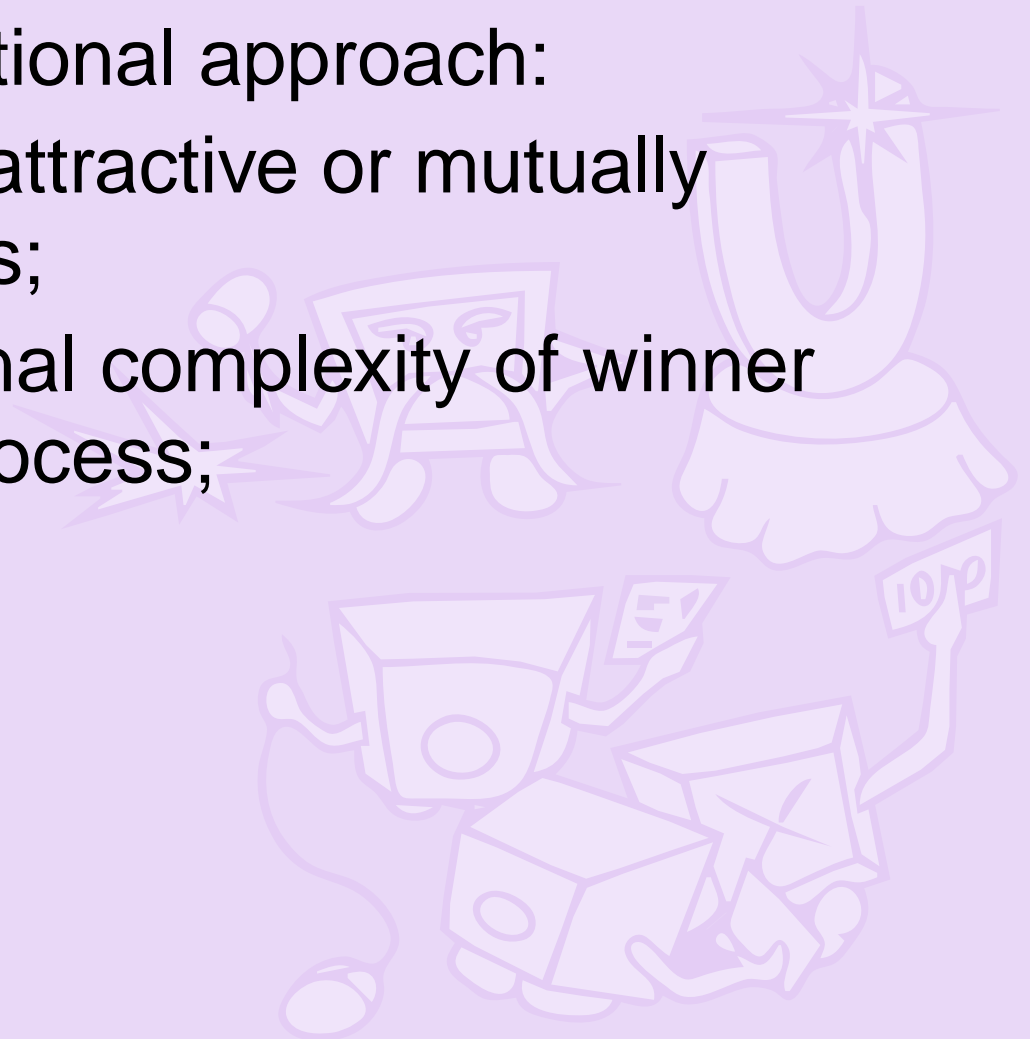 tional approach:
attractive or mutually
s;
nal complexity of winner
ocess;